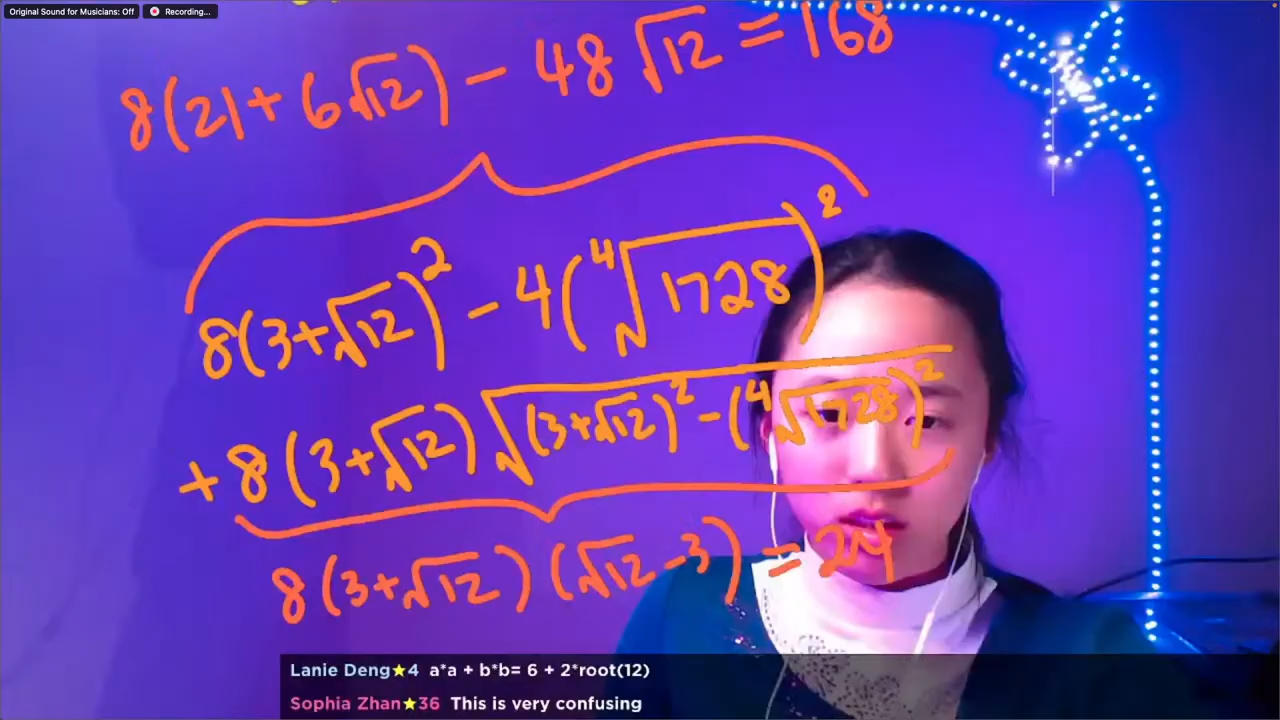 Original Sound for Musicians: Off
Recording...
8(21+6√12) - 48√12 = 168
8(3+√12)² - 4(⁴√1728)²
+ 8(3+√12)√((3+√12)² - (⁴√1728)²)
8(3+√12)(√12-3) = 24
Lanie Deng★4 a*a + b*b= 6 + 2*root(12)
Sophia Zhan★36 This is very confusing